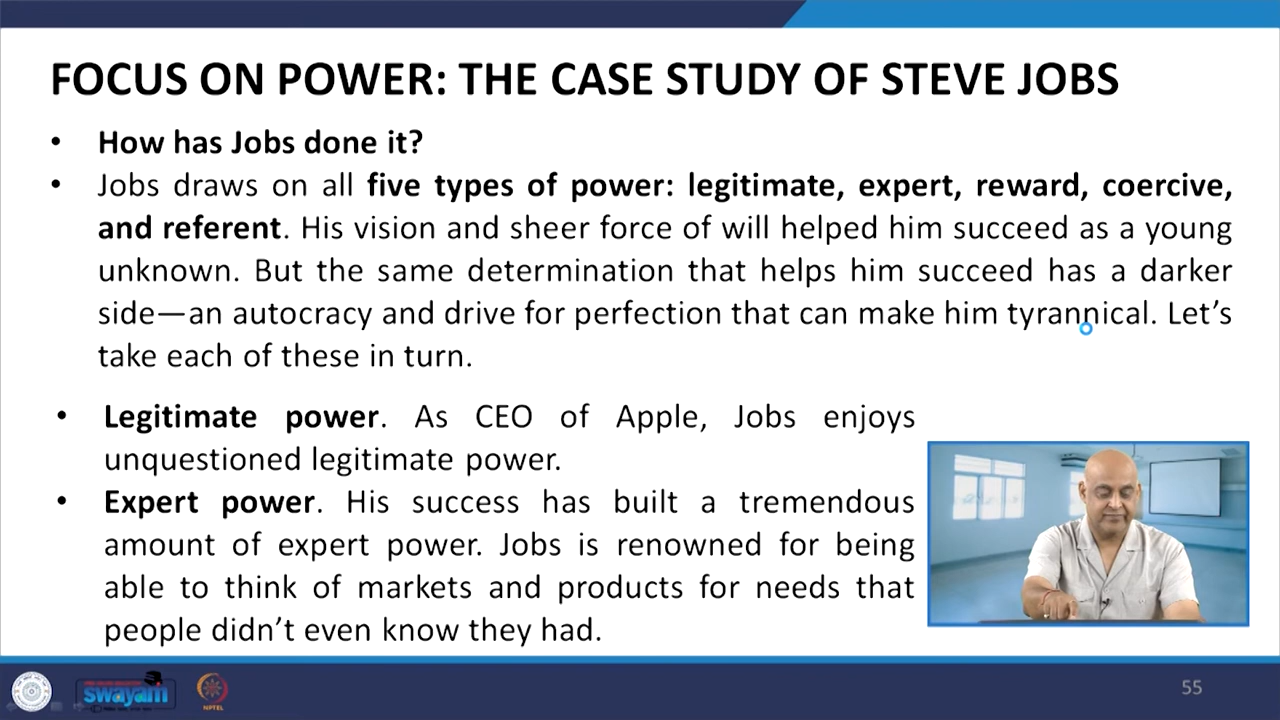 FOCUS ON POWER: THE CASE STUDY OF STEVE JOBS
• How has Jobs done it?
• Jobs draws on all five types of power: legitimate, expert, reward, coercive,
and referent. His vision and sheer force of will helped him succeed as a young
unknown. But the same determination that helps him succeed has a darker
side—an autocracy and drive for perfection that can make him tyrannical. Let's
take each of these in turn.
• Legitimate power. As CEO of Apple, Jobs enjoys
unquestioned legitimate power.
• Expert power. His success has built a tremendous
amount of expert power. Jobs is renowned for being
able to think of markets and products for needs that
people didn't even know they had.
swayam
NPTEL
55